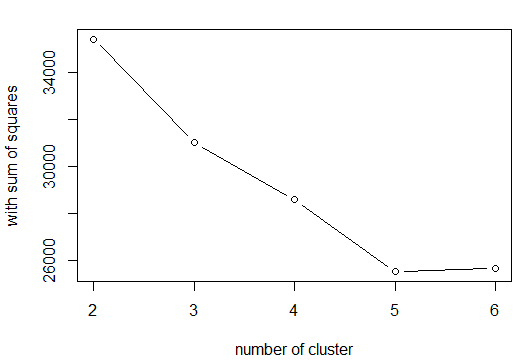 with sum of squares
34000
30000
26000
2 3 4 5 6
number of cluster